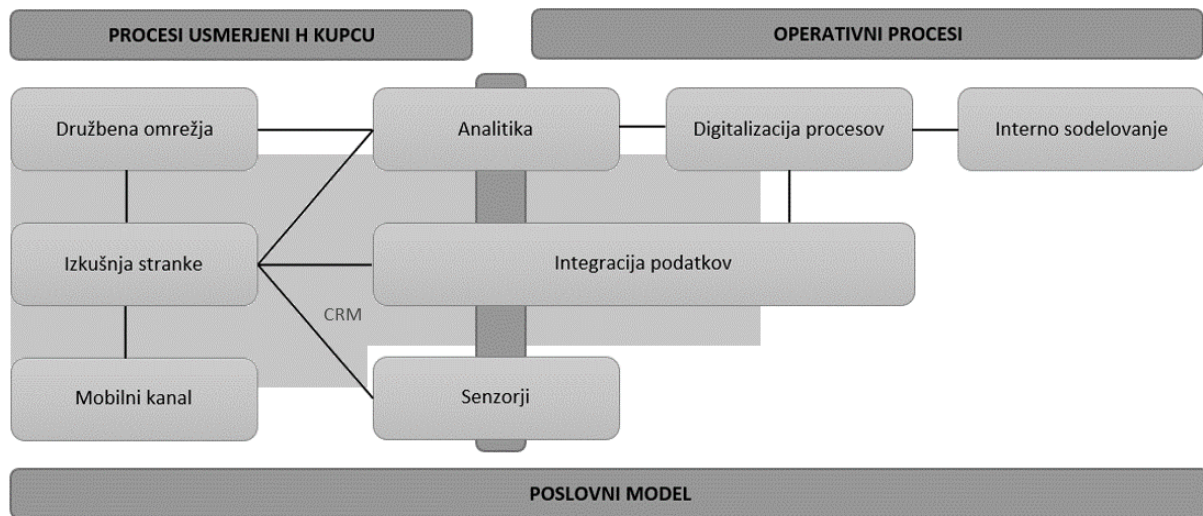 PROCESI USMERJENI H KUPCU
OPERATIVNI PROCESI
Družbena omrežja
Analitika
Digitalizacija procesov
Interno sodelovanje
Izkušnja stranke
Integracija podatkov
CRM
Mobilni kanal
Senzorji
POSLOVNI MODEL